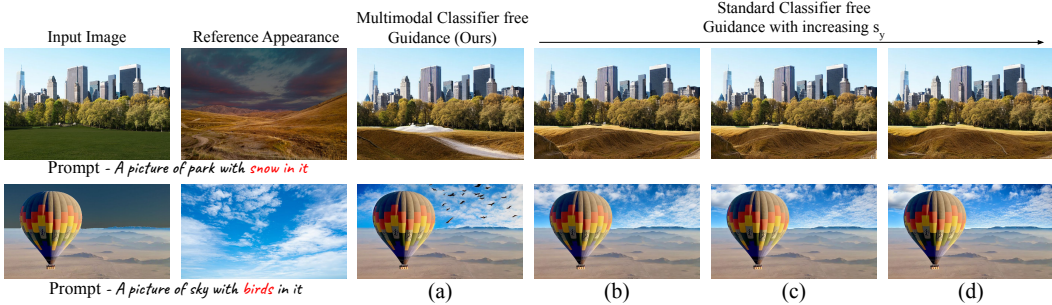 Input Image
Reference Appearance
Multimodal Classifier free
Guidance (Ours)
Standard Classifier free
Guidance with increasing s_y
Prompt - A picture of park with snow in it
Prompt - A picture of sky with birds in it
(a)
(b)
(c)
(d)